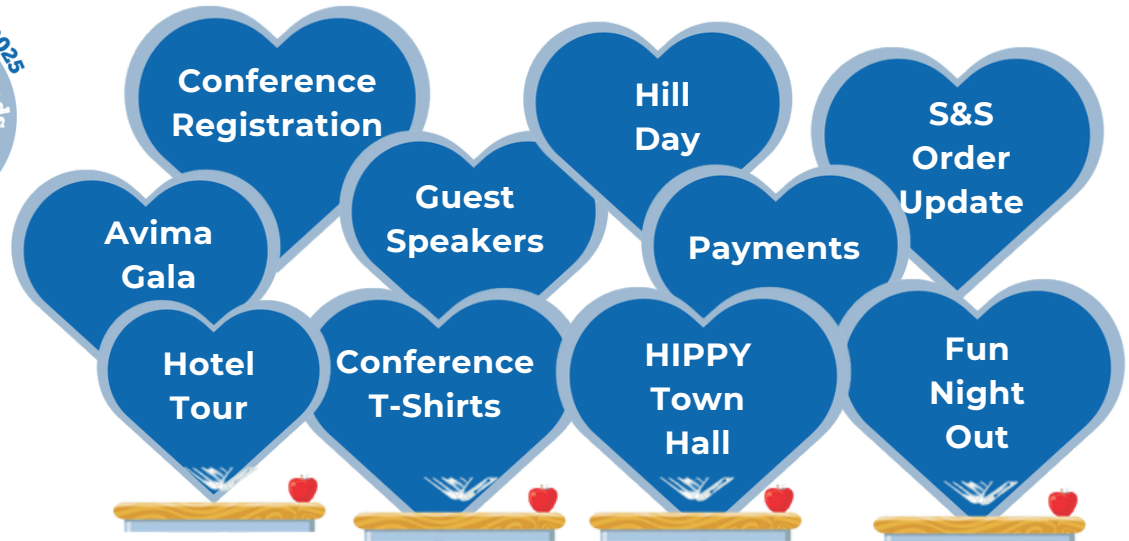 2025
Conference
Registration
Hill
Day
S&S
Order
Update
Guest
Speakers
Avima
Gala
Payments
Hotel
Tour
Conference
T-Shirts
HIPPY
Town
Hall
Fun
Night
Out